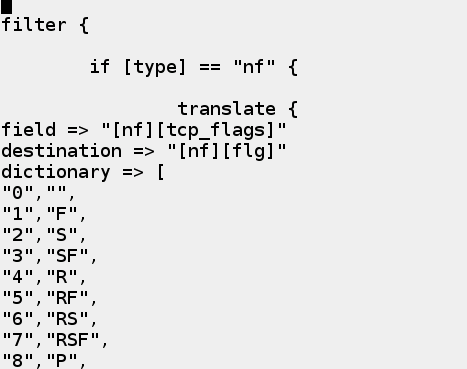 filter {
if [type] == "nf" {
translate {
field => "[nf][tcp_flags]"
destination => "[nf][flg]"
dictionary => [
"0","",
"1","F",
"2","S",
"3","SF",
"4","R",
"5","RF",
"6","RS",
"7","RSF",
"8","P",